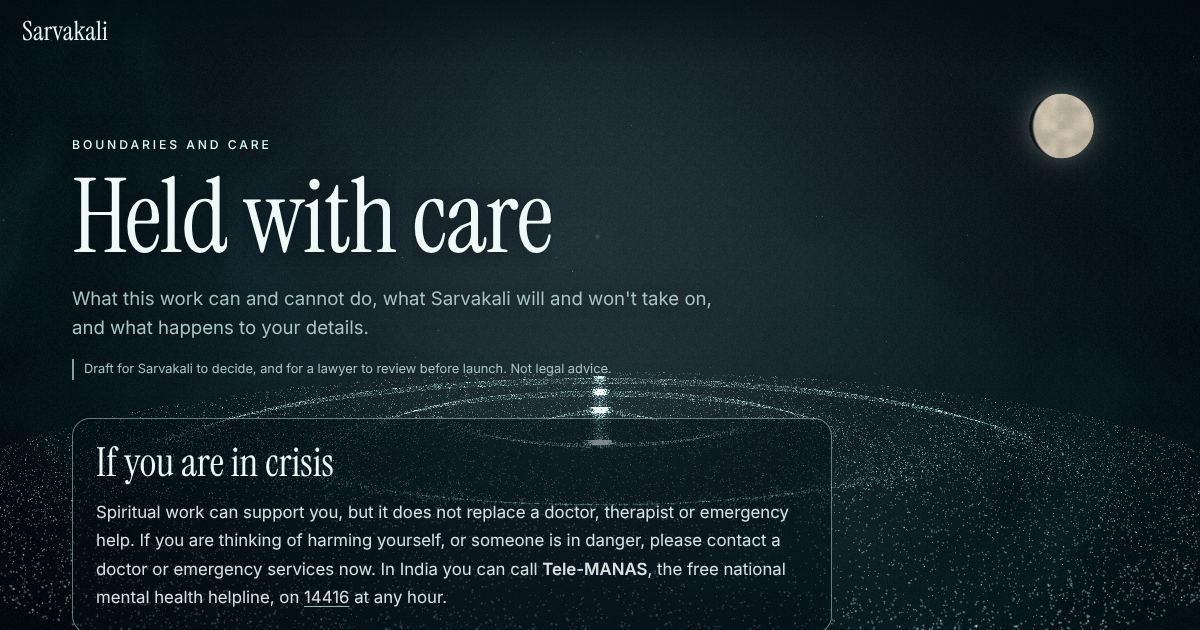 Sarvakali
BOUNDARIES AND CARE
Held with care
What this work can and cannot do, what Sarvakali will and won't take on,
and what happens to your details.
Draft for Sarvakali to decide, and for a lawyer to review before launch. Not legal advice.
If you are in crisis
Spiritual work can support you, but it does not replace a doctor, therapist or emergency
help. If you are thinking of harming yourself, or someone is in danger, please contact a
doctor or emergency services now. In India you can call Tele-MANAS, the free national
mental health helpline, on 14416 at any hour.